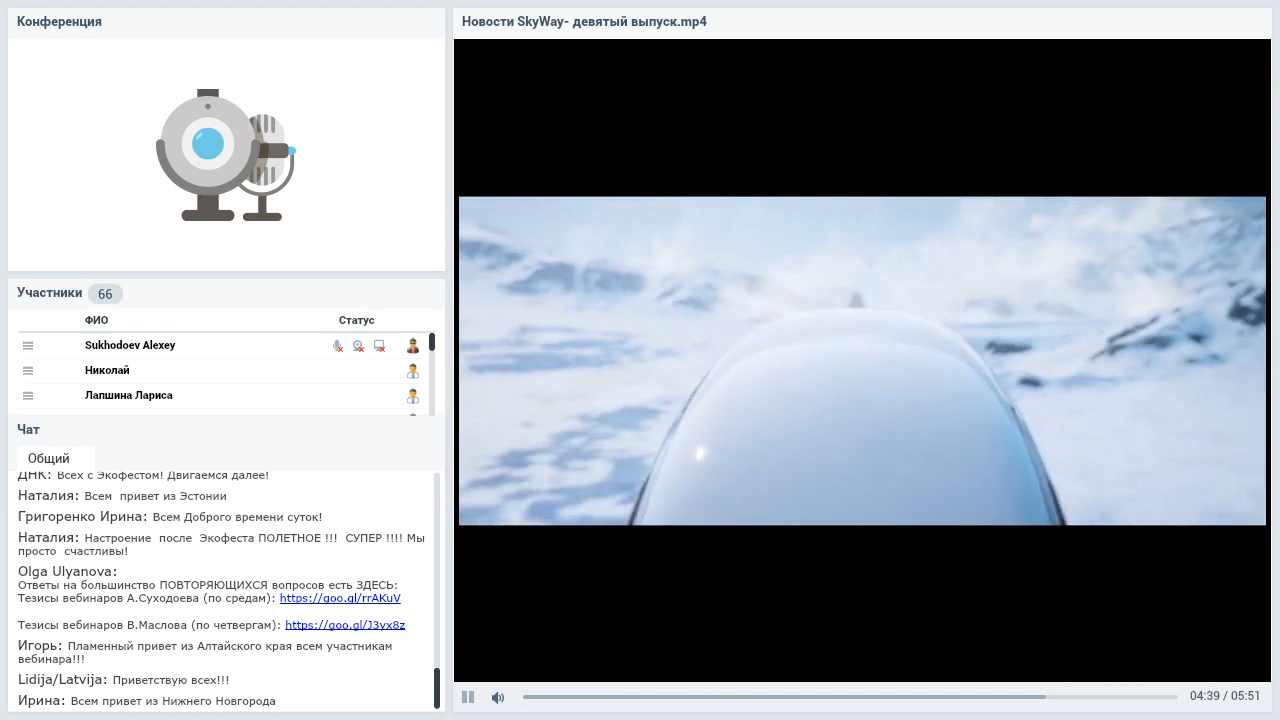 Конференция
Новости SkyWay- девятый выпуск.mp4
Участники 66
ФИО Статус
Sukhodoev Alexey
Николай
Лапшина Лариса
Чат
Общий
ДНК: Всех с Экофестом! Двигаемся далее!
Наталия: Всем привет из Эстонии
Григоренко Ирина: Всем Доброго времени суток!
Наталия: Настроение после Экофеста ПОЛЕТНОЕ !!! СУПЕР !!!! Мы
просто счастливы!
Olga Ulyanova:
Ответы на большинство ПОВТОРЯЮЩИХСЯ вопросов есть ЗДЕСЬ:
Тезисы вебинаров А.Суходоева (по средам): https://goo.gl/rrAKuV
Тезисы вебинаров В.Маслова (по четвергам): https://goo.gl/J3yx8z
Игорь: Пламенный привет из Алтайского края всем участникам
вебинара!!!
Lidija/Latvija: Приветствую всех!!!
Ирина: Всем привет из Нижнего Новгорода
04:39 / 05:51